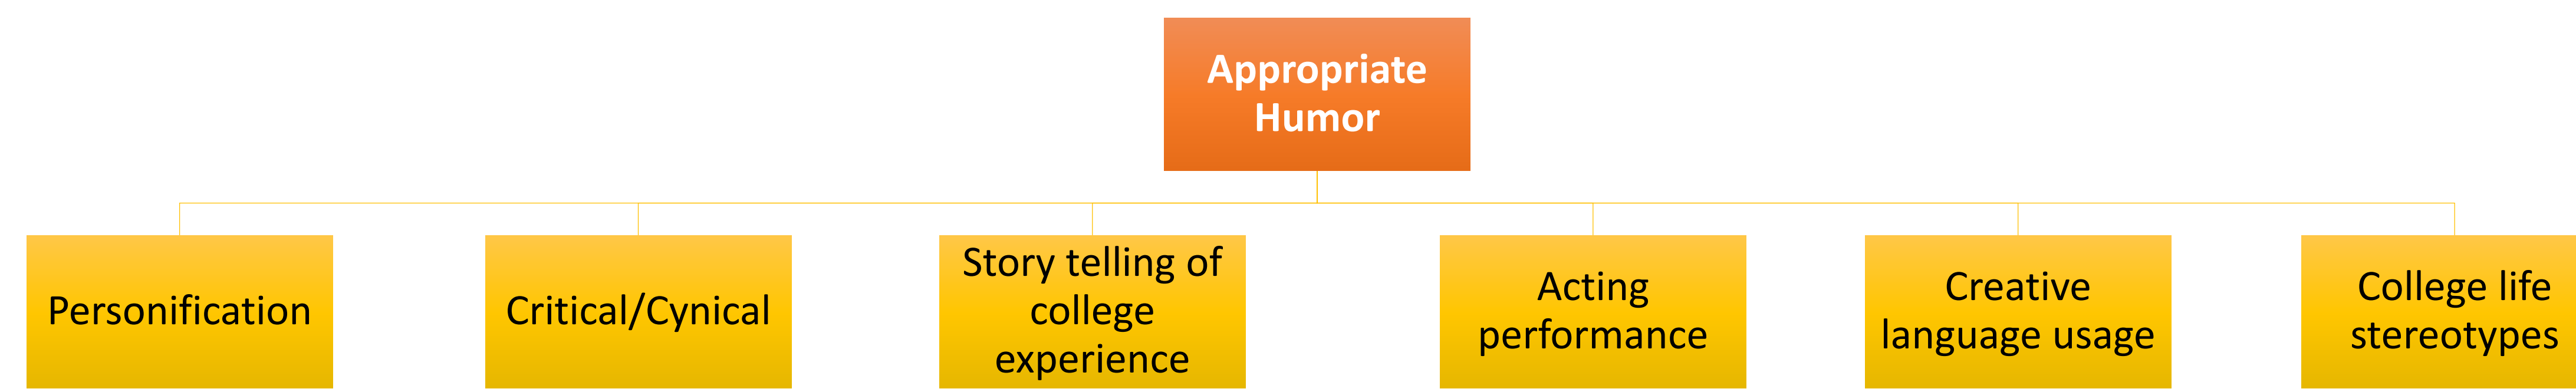 Appropriate
Humor
Personification
Critical/Cynical
Story telling of
college
experience
Acting
performance
Creative
language usage
College life
stereotypes